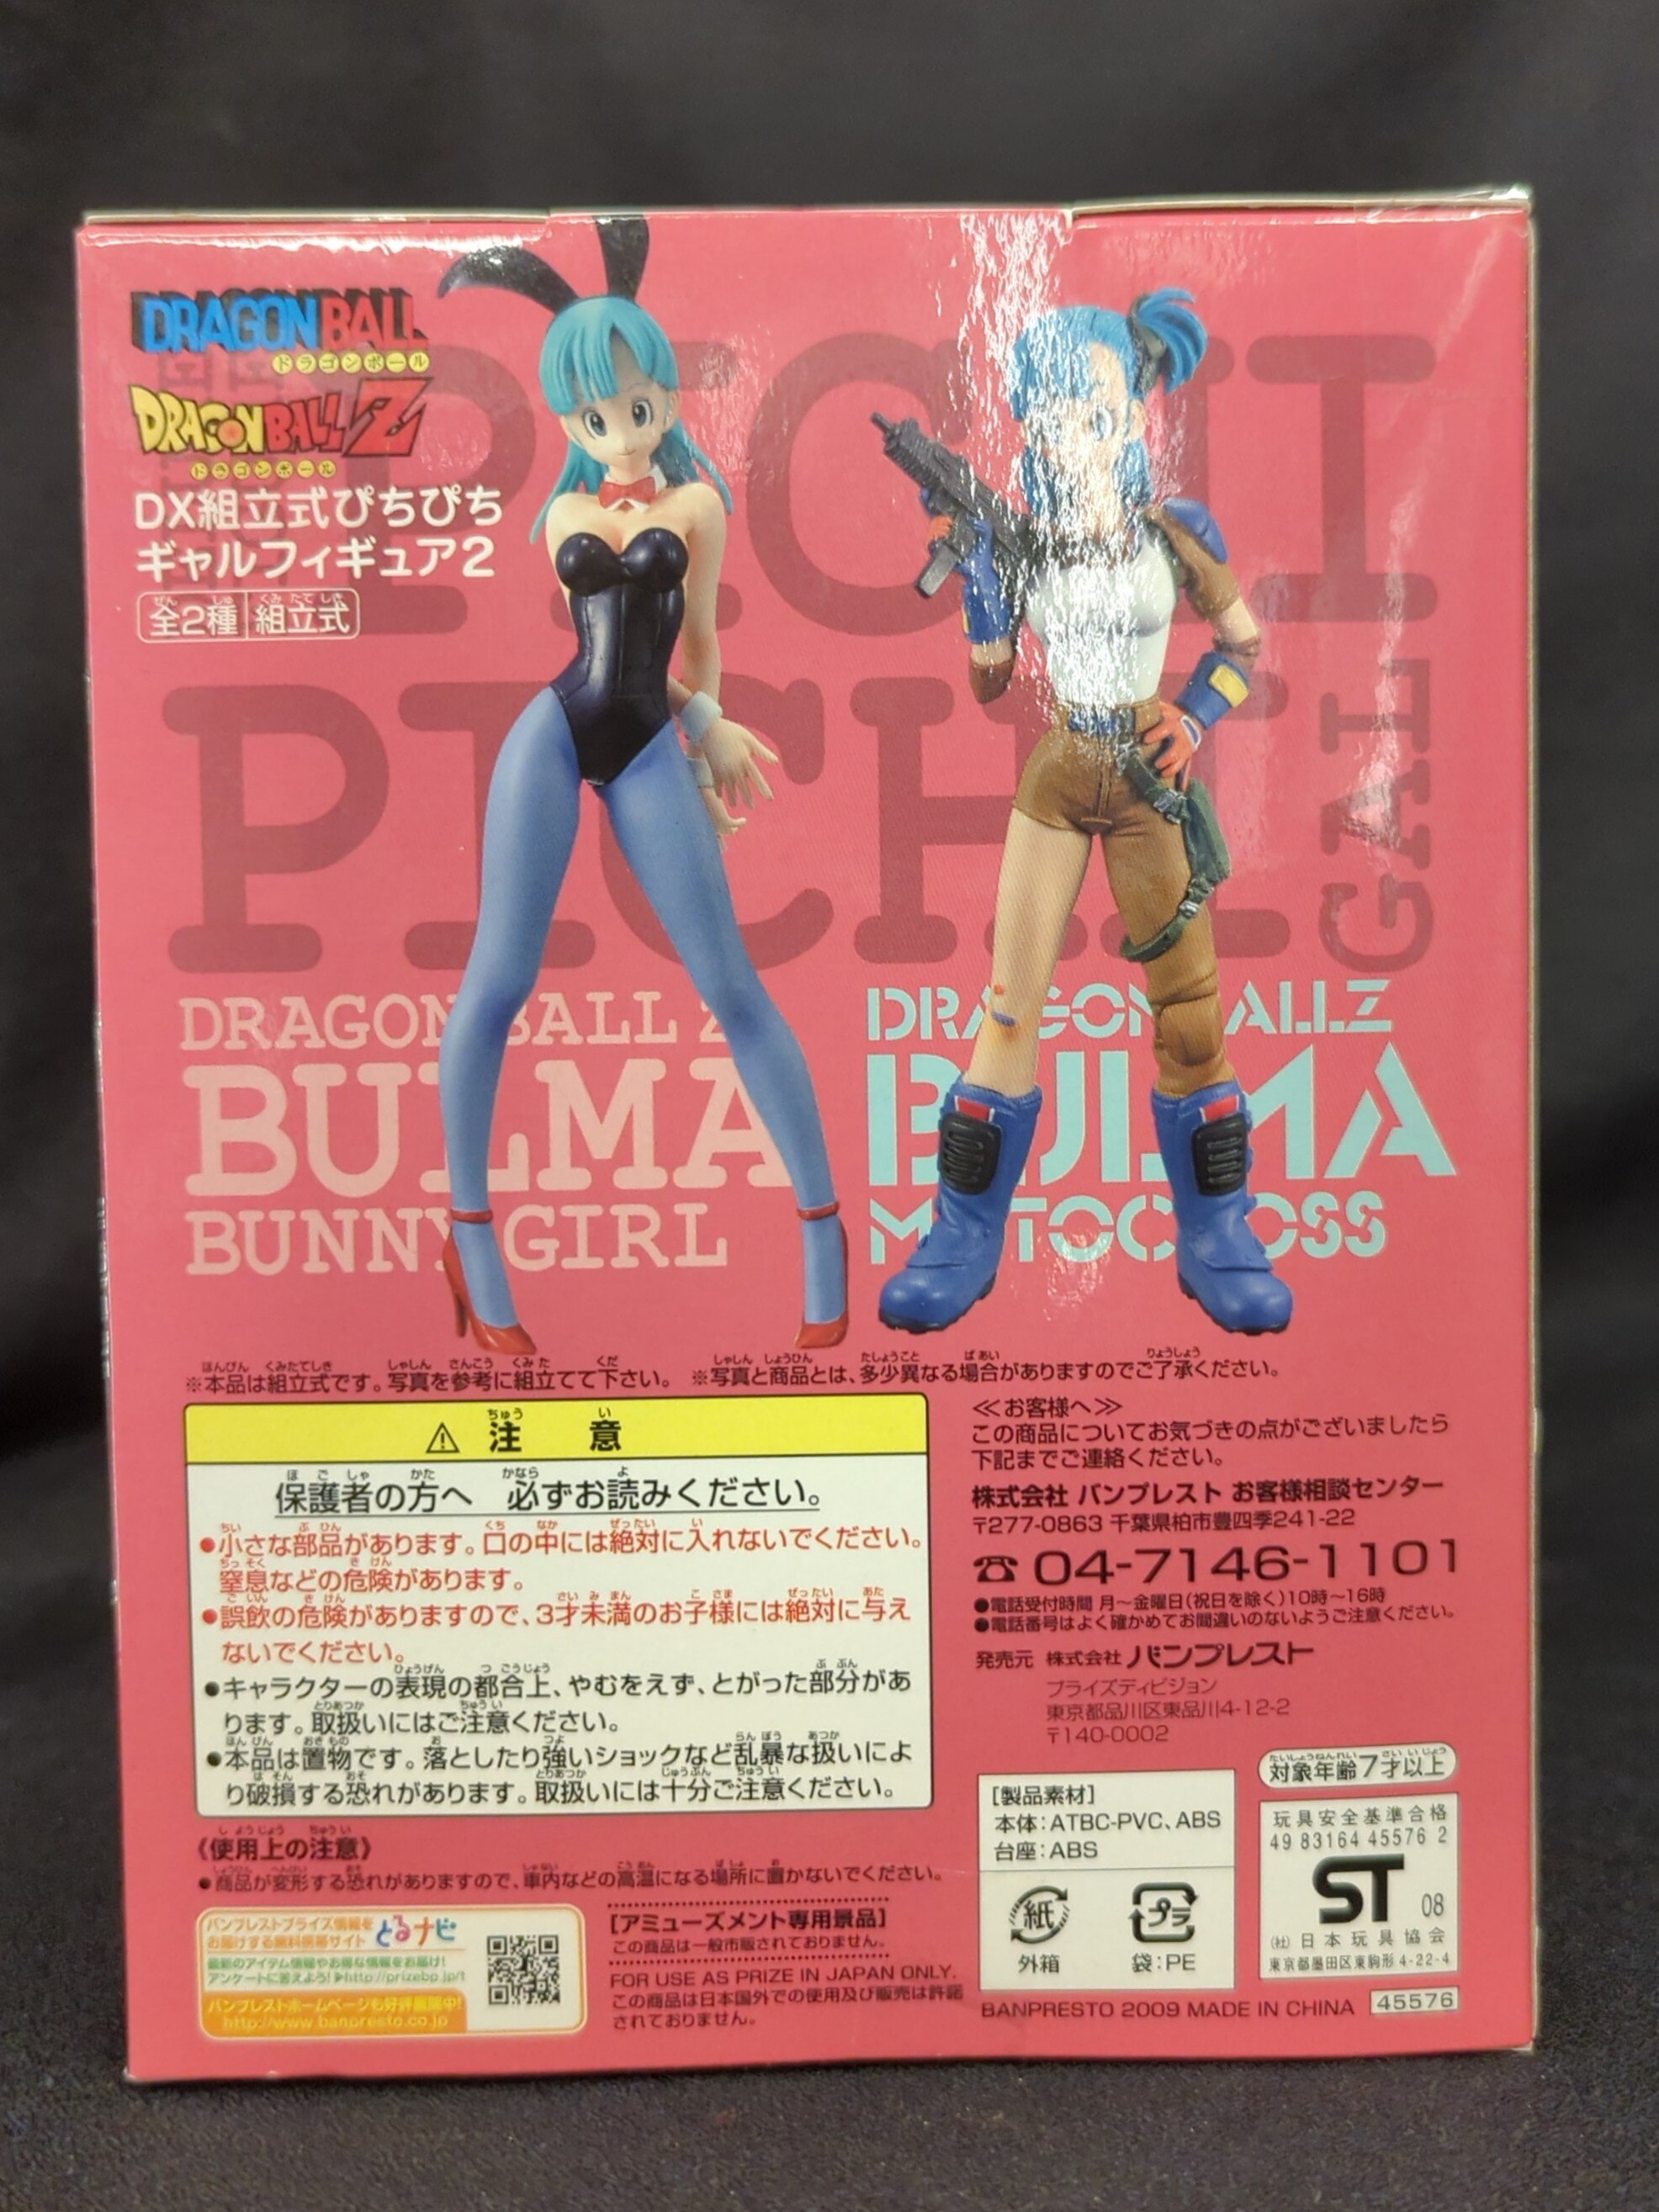 DRAGON BALL
ドラゴンボール
DRAGON BALL Z
ドラゴンボール
DX組立式ぴちぴち
ギャルフィギュア2
全2種 組立式
PICHI
PICHI
GAL
DRAGON BALL Z
BULMA
BUNNY GIRL
DRAGON BALL Z
BULMA
MOTOCROSS
※本品は組立式です。写真を参考に組立てて下さい。 ※写真と商品とは、多少異なる場合がありますのでご了承ください。
⚠ 注意
保護者の方へ 必ずお読みください。
●小さな部品があります。口の中には絶対に入れないでください。
窒息などの危険があります。
●誤飲の危険がありますので、3才未満のお子様には絶対に与え
ないでください。
●キャラクターの表現の都合上、やむをえず、とがった部分があ
ります。取扱いにはご注意ください。
●本品は置物です。落としたり強いショックなど乱暴な扱いによ
り破損する恐れがあります。取扱いには十分ご注意ください。
《使用上の注意》
●商品が変形する恐れがありますので、車内などの高温になる場所に置かないでください。
バンプレストプライズ情報を
お届けする無料携帯サイト とるナビ
最新のアイテム情報やお得な情報をお届け!
アンケートに答えよう!▶http://prizebp.jp/t
バンプレストホームページも好評展開中!
http://www.banpresto.co.jp
[アミューズメント専用景品]
この商品は一般市販されておりません。
FOR USE AS PRIZE IN JAPAN ONLY.
この商品は日本国外での使用及び販売は許諾
されておりません。
≪お客様へ≫
この商品についてお気づきの点がございましたら
下記までご連絡ください。
株式会社 バンプレスト お客様相談センター
〒277-0863 千葉県柏市豊四季241-22
☎ 04-7146-1101
●電話受付時間 月～金曜日(祝日を除く)10時～16時
●電話番号はよく確かめてお間違いのないようご注意ください。
発売元 株式会社 バンプレスト
プライズディビジョン
東京都品川区東品川4-12-2
〒140-0002
対象年齢7才以上
[製品素材]
本体:ATBC-PVC、ABS
台座:ABS
紙
外箱
プラ
袋:PE
玩具安全基準合格
49 83164 45576 2
ST 08
(社)日本玩具協会
東京都墨田区東駒形4-22-4
BANPRESTO 2009 MADE IN CHINA 45576